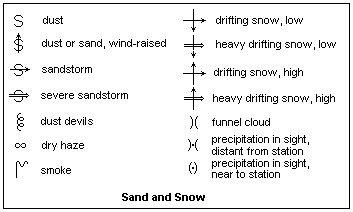 dust
dust or sand, wind-raised
sandstorm
severe sandstorm
dust devils
dry haze
smoke
drifting snow, low
heavy drifting snow, low
drifting snow, high
heavy drifting snow, high
funnel cloud
precipitation in sight,
distant from station
precipitation in sight,
near to station
Sand and Snow